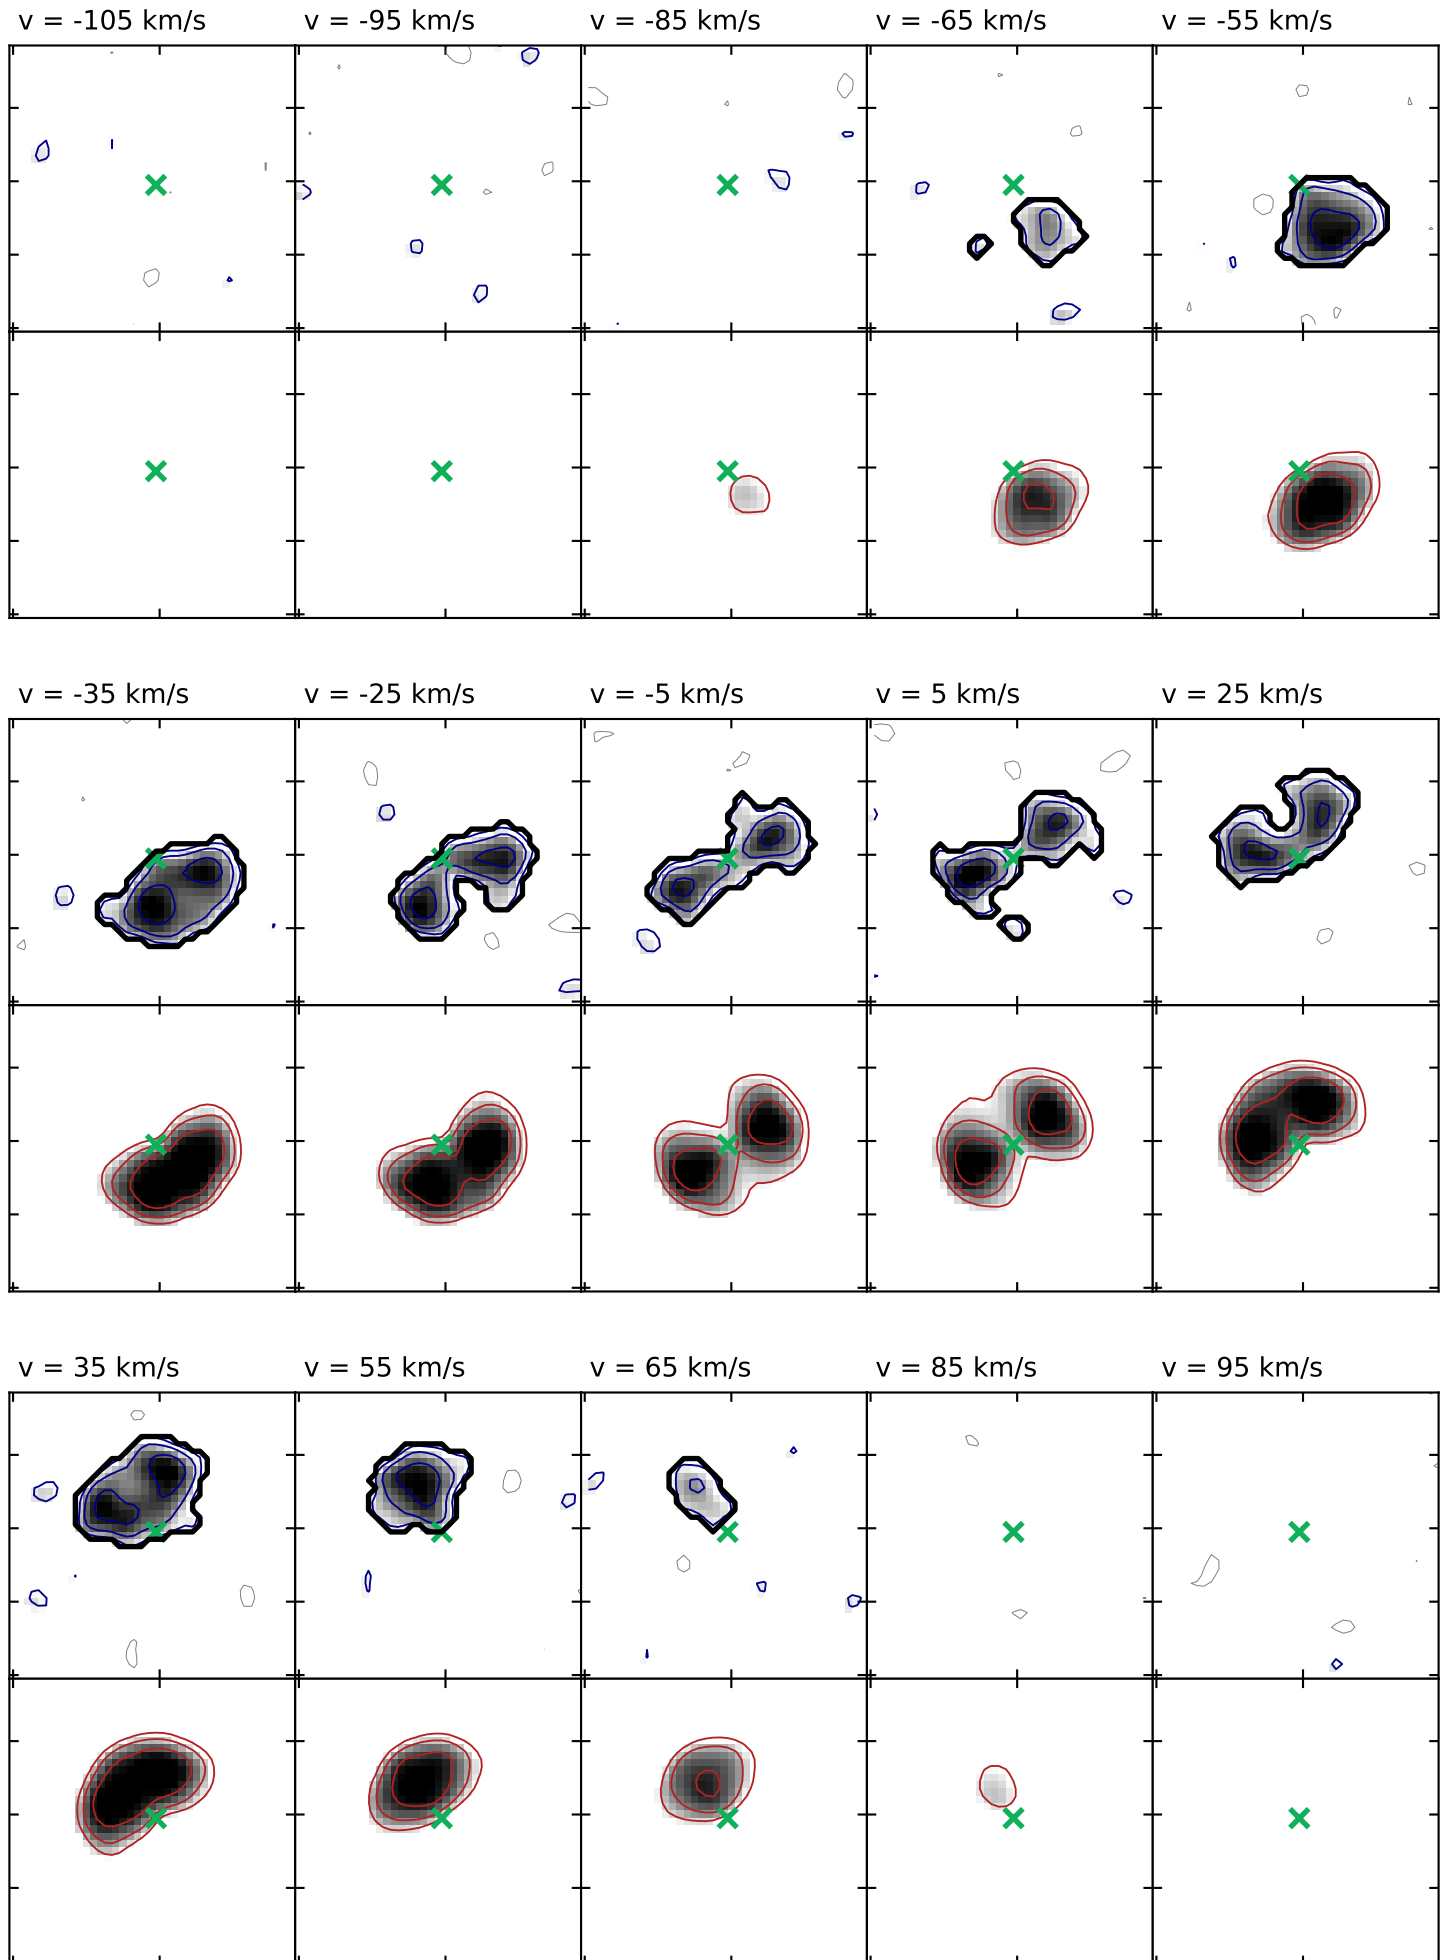 v = -105 km/s v = -95 km/s v = -85 km/s v = -65 km/s v = -55 km/s
v = -35 km/s v = -25 km/s v = -5 km/s v = 5 km/s v = 25 km/s
v = 35 km/s v = 55 km/s v = 65 km/s v = 85 km/s v = 95 km/s